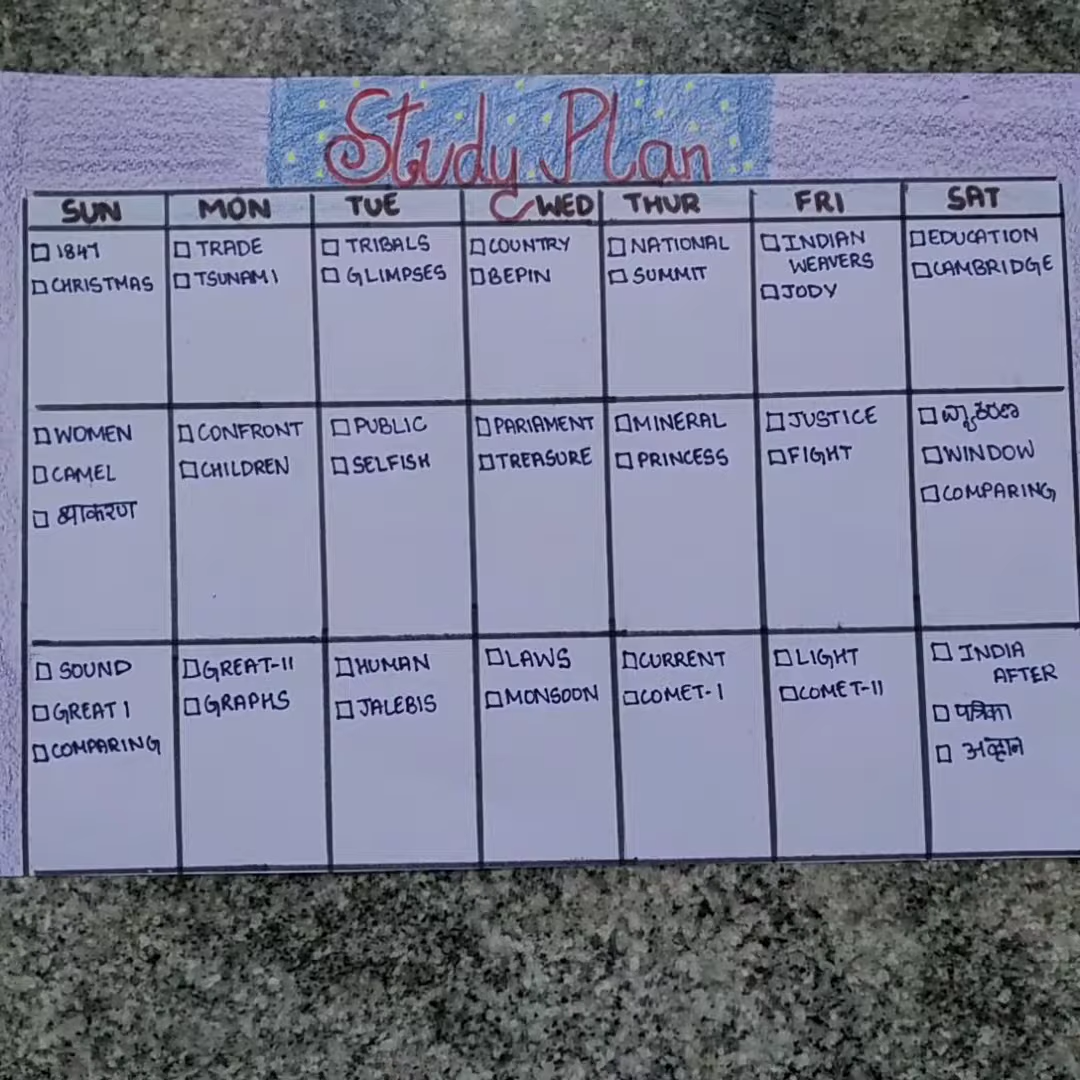 Study Plan
SUN MON TUE WED THUR FRI SAT
1847 TRADE TRIBALS COUNTRY NATIONAL INDIAN WEAVERS EDUCATION
CHRISTMAS TSUNAMI GLIMPSES BEPIN SUMMIT JODY CAMBRIDGE
WOMEN CONFRONT PUBLIC PARIAMENT MINERAL JUSTICE ವ್ಯಾಕರಣ
CAMEL CHILDREN SELFISH TREASURE PRINCESS FIGHT WINDOW
व्याकरण COMPARING
SOUND GREAT-II HUMAN LAWS CURRENT LIGHT INDIA AFTER
GREAT I GRAPHS JALEBIS MONSOON COMET-I COMET-II पत्रिका
COMPARING